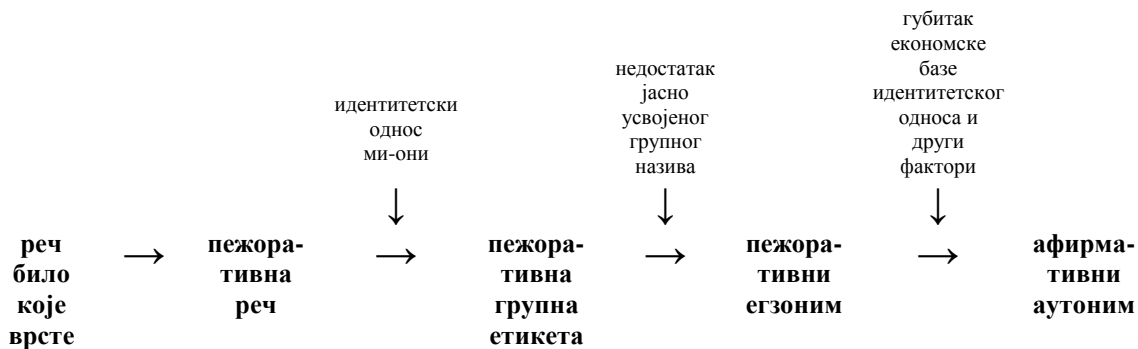 губитак
економске
базе
идентитетског
односа и
други
фактори
недостатак
јасно
усвојеног
групног
назива
идентитетски
однос
ми-они
реч
било
које
врсте
пежора-
тивна
реч
пежора-
тивна
групна
етикета
пежора-
тивни
егзоним
афирма-
тивни
аутоним